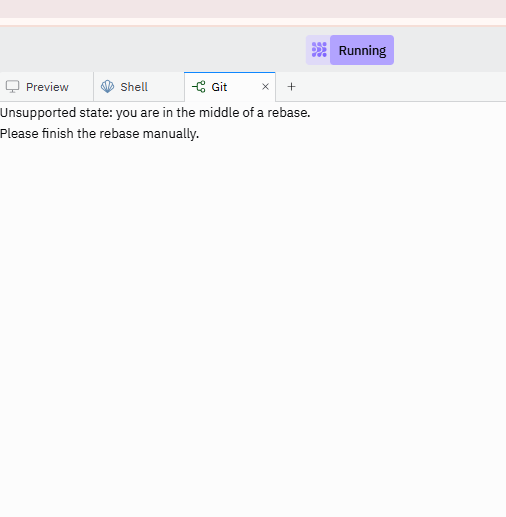 Running
Preview
Shell
Git
Unsupported state: you are in the middle of a rebase.
Please finish the rebase manually.